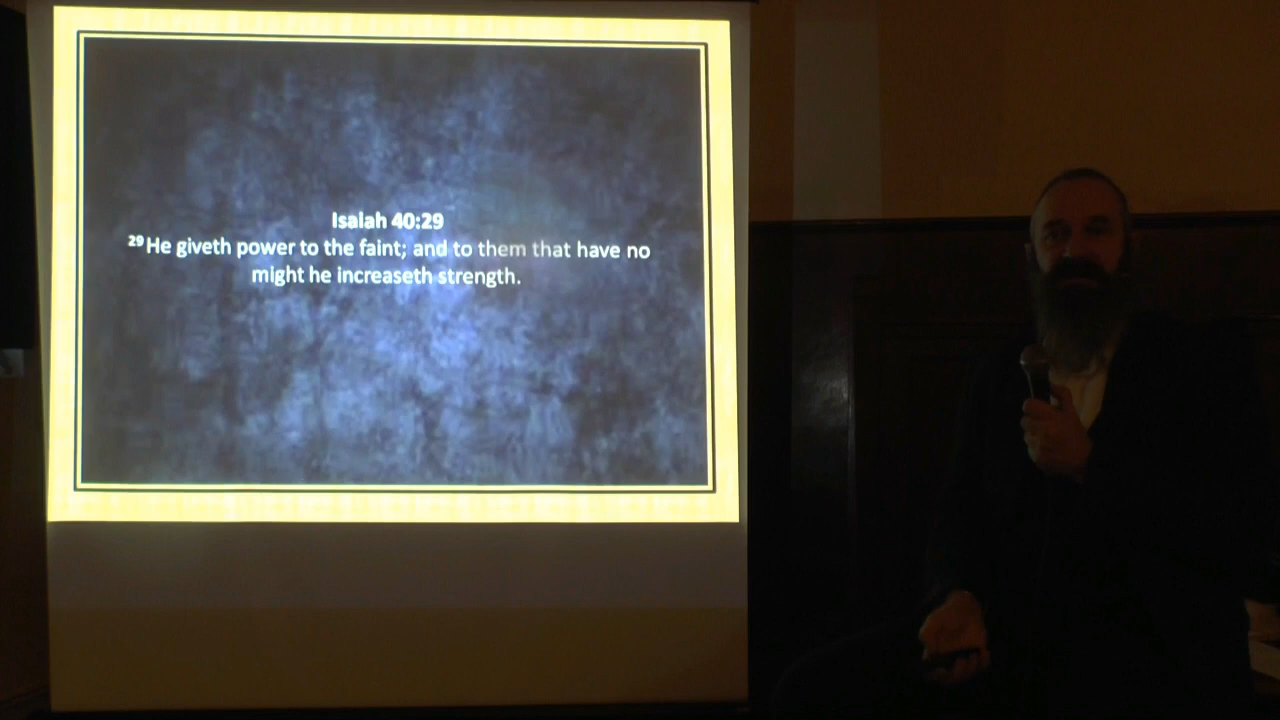 Isaiah 40:29
²⁹He giveth power to the faint; and to them that have no
might he increaseth strength.